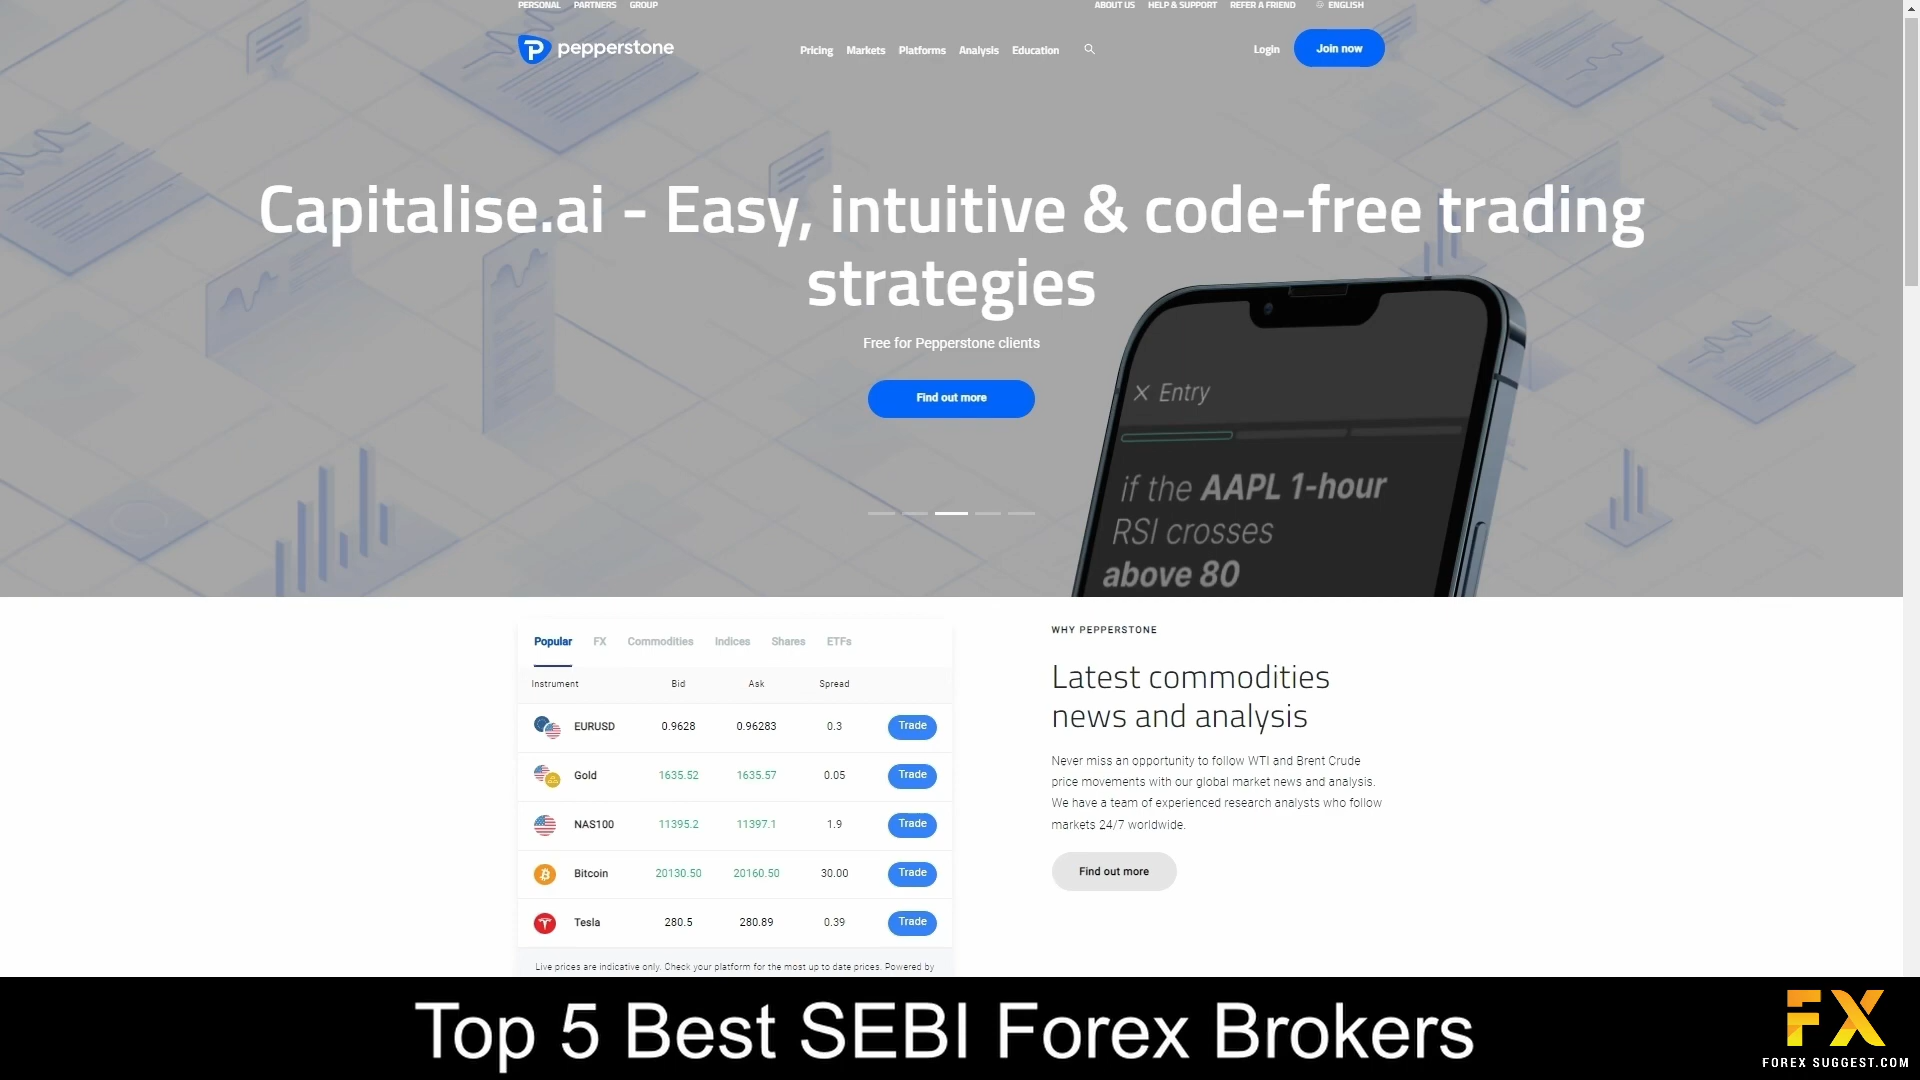 PERSONAL PARTNERS GROUP ABOUT US HELP & SUPPORT REFER A FRIEND ENGLISH
pepperstone Pricing Markets Platforms Analysis Education Login Join now
Capitalise.ai - Easy, intuitive & code-free trading
strategies
Free for Pepperstone clients
Find out more
Entry
if the AAPL 1-hour
RSI crosses
above 80
Popular FX Commodities Indices Shares ETFs
Instrument Bid Ask Spread
EURUSD 0.9628 0.96283 0.3 Trade
Gold 1635.52 1635.57 0.05 Trade
NAS100 11395.2 11397.1 1.9 Trade
Bitcoin 20130.50 20160.50 30.00 Trade
Tesla 280.5 280.89 0.39 Trade
Live prices are indicative only. Check your platform for the most up to date prices. Powered by
WHY PEPPERSTONE
Latest commodities
news and analysis
Never miss an opportunity to follow WTI and Brent Crude
price movements with our global market news and analysis.
We have a team of experienced research analysts who follow
markets 24/7 worldwide.
Find out more
Top 5 Best SEBI Forex Brokers
FX
FOREX SUGGEST.COM